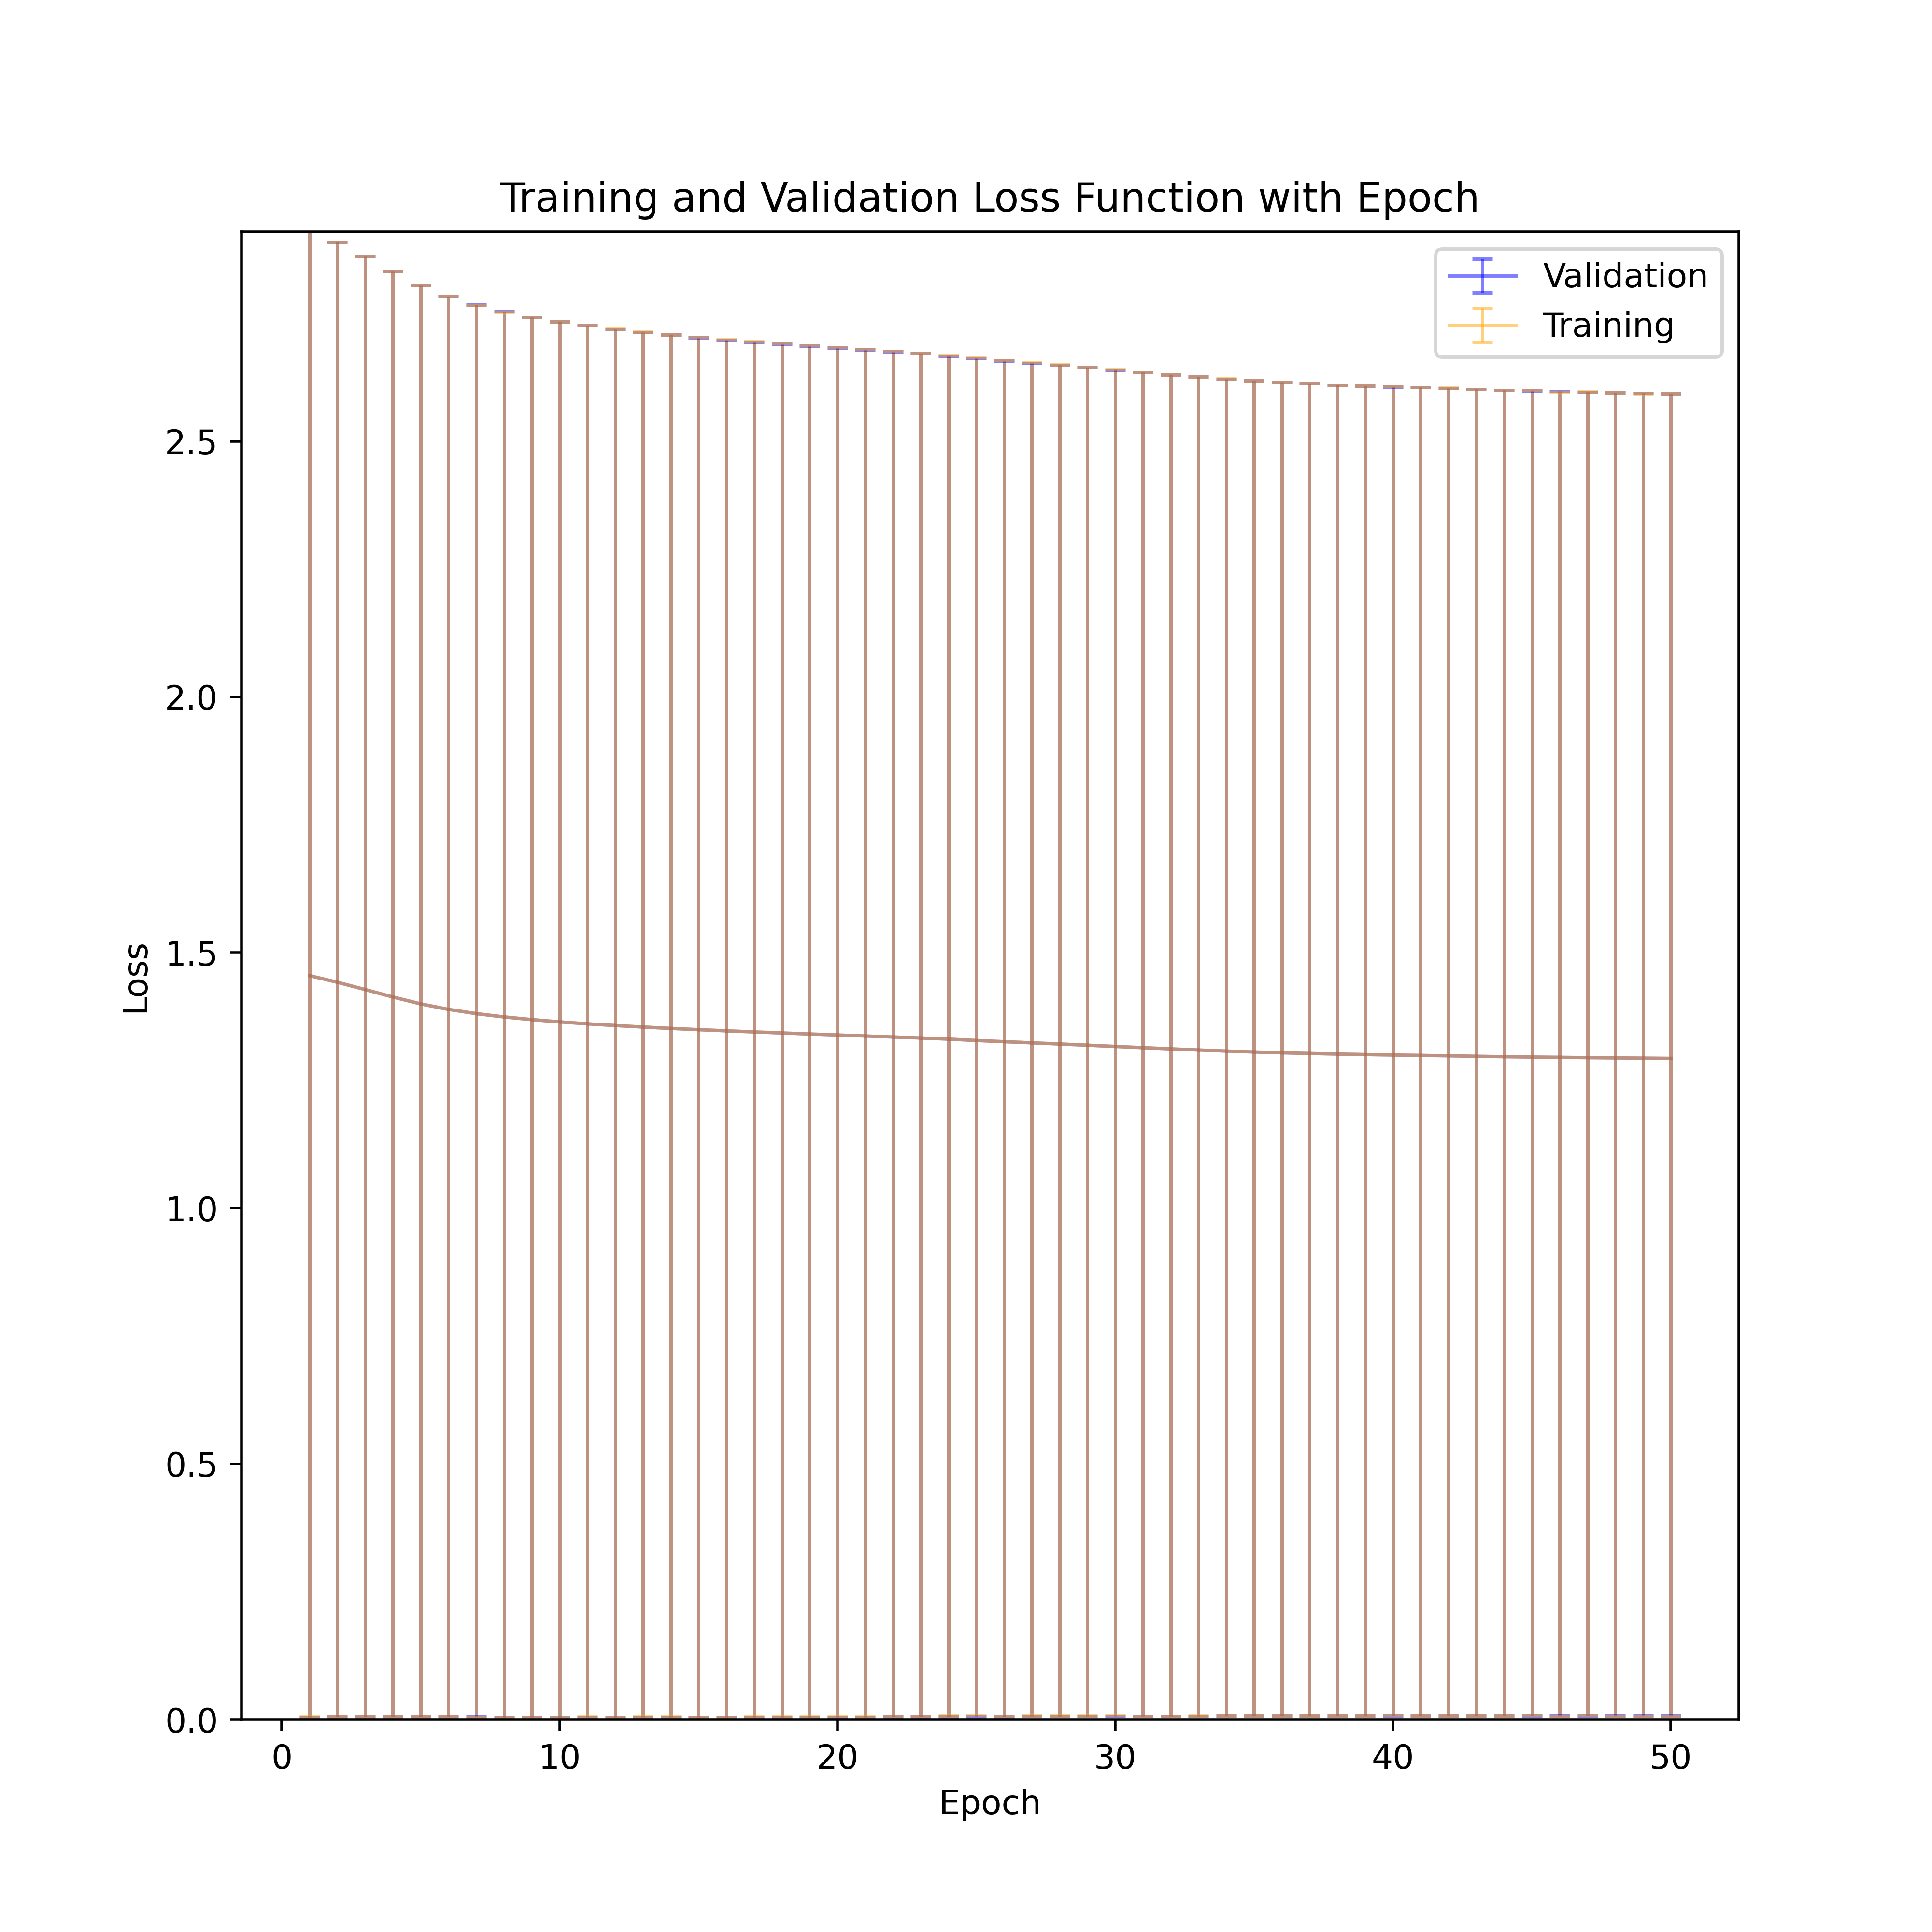 Training and Validation Loss Function with Epoch
Validation
Training
2.5
2.0
1.5
1.0
0.5
0.0
Loss
0 10 20 30 40 50
Epoch